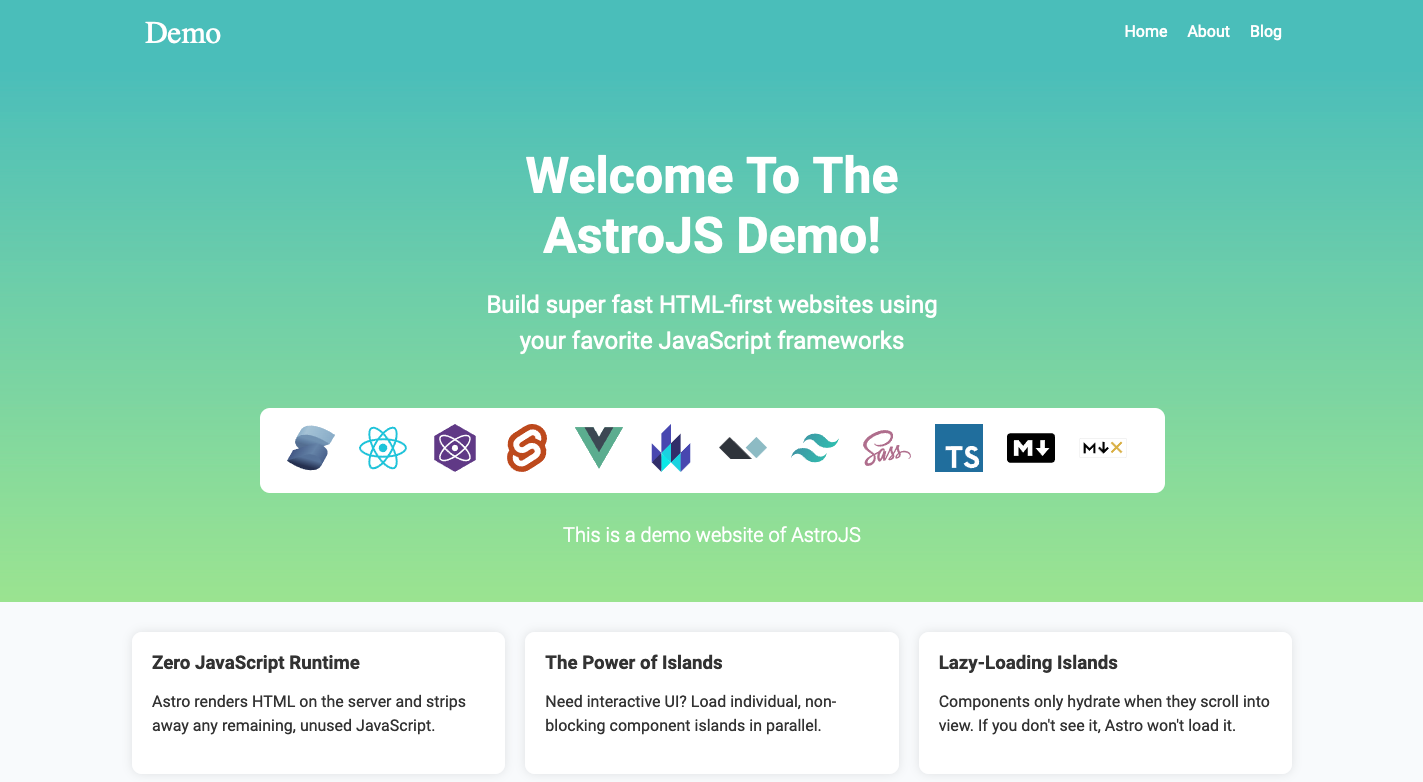 Demo
Home About Blog
Welcome To The
AstroJS Demo!
Build super fast HTML-first websites using
your favorite JavaScript frameworks
Sass
TS
M
M
This is a demo website of AstroJS
Zero JavaScript Runtime
Astro renders HTML on the server and strips
away any remaining, unused JavaScript.
The Power of Islands
Need interactive UI? Load individual, non-
blocking component islands in parallel.
Lazy-Loading Islands
Components only hydrate when they scroll into
view. If you don't see it, Astro won't load it.